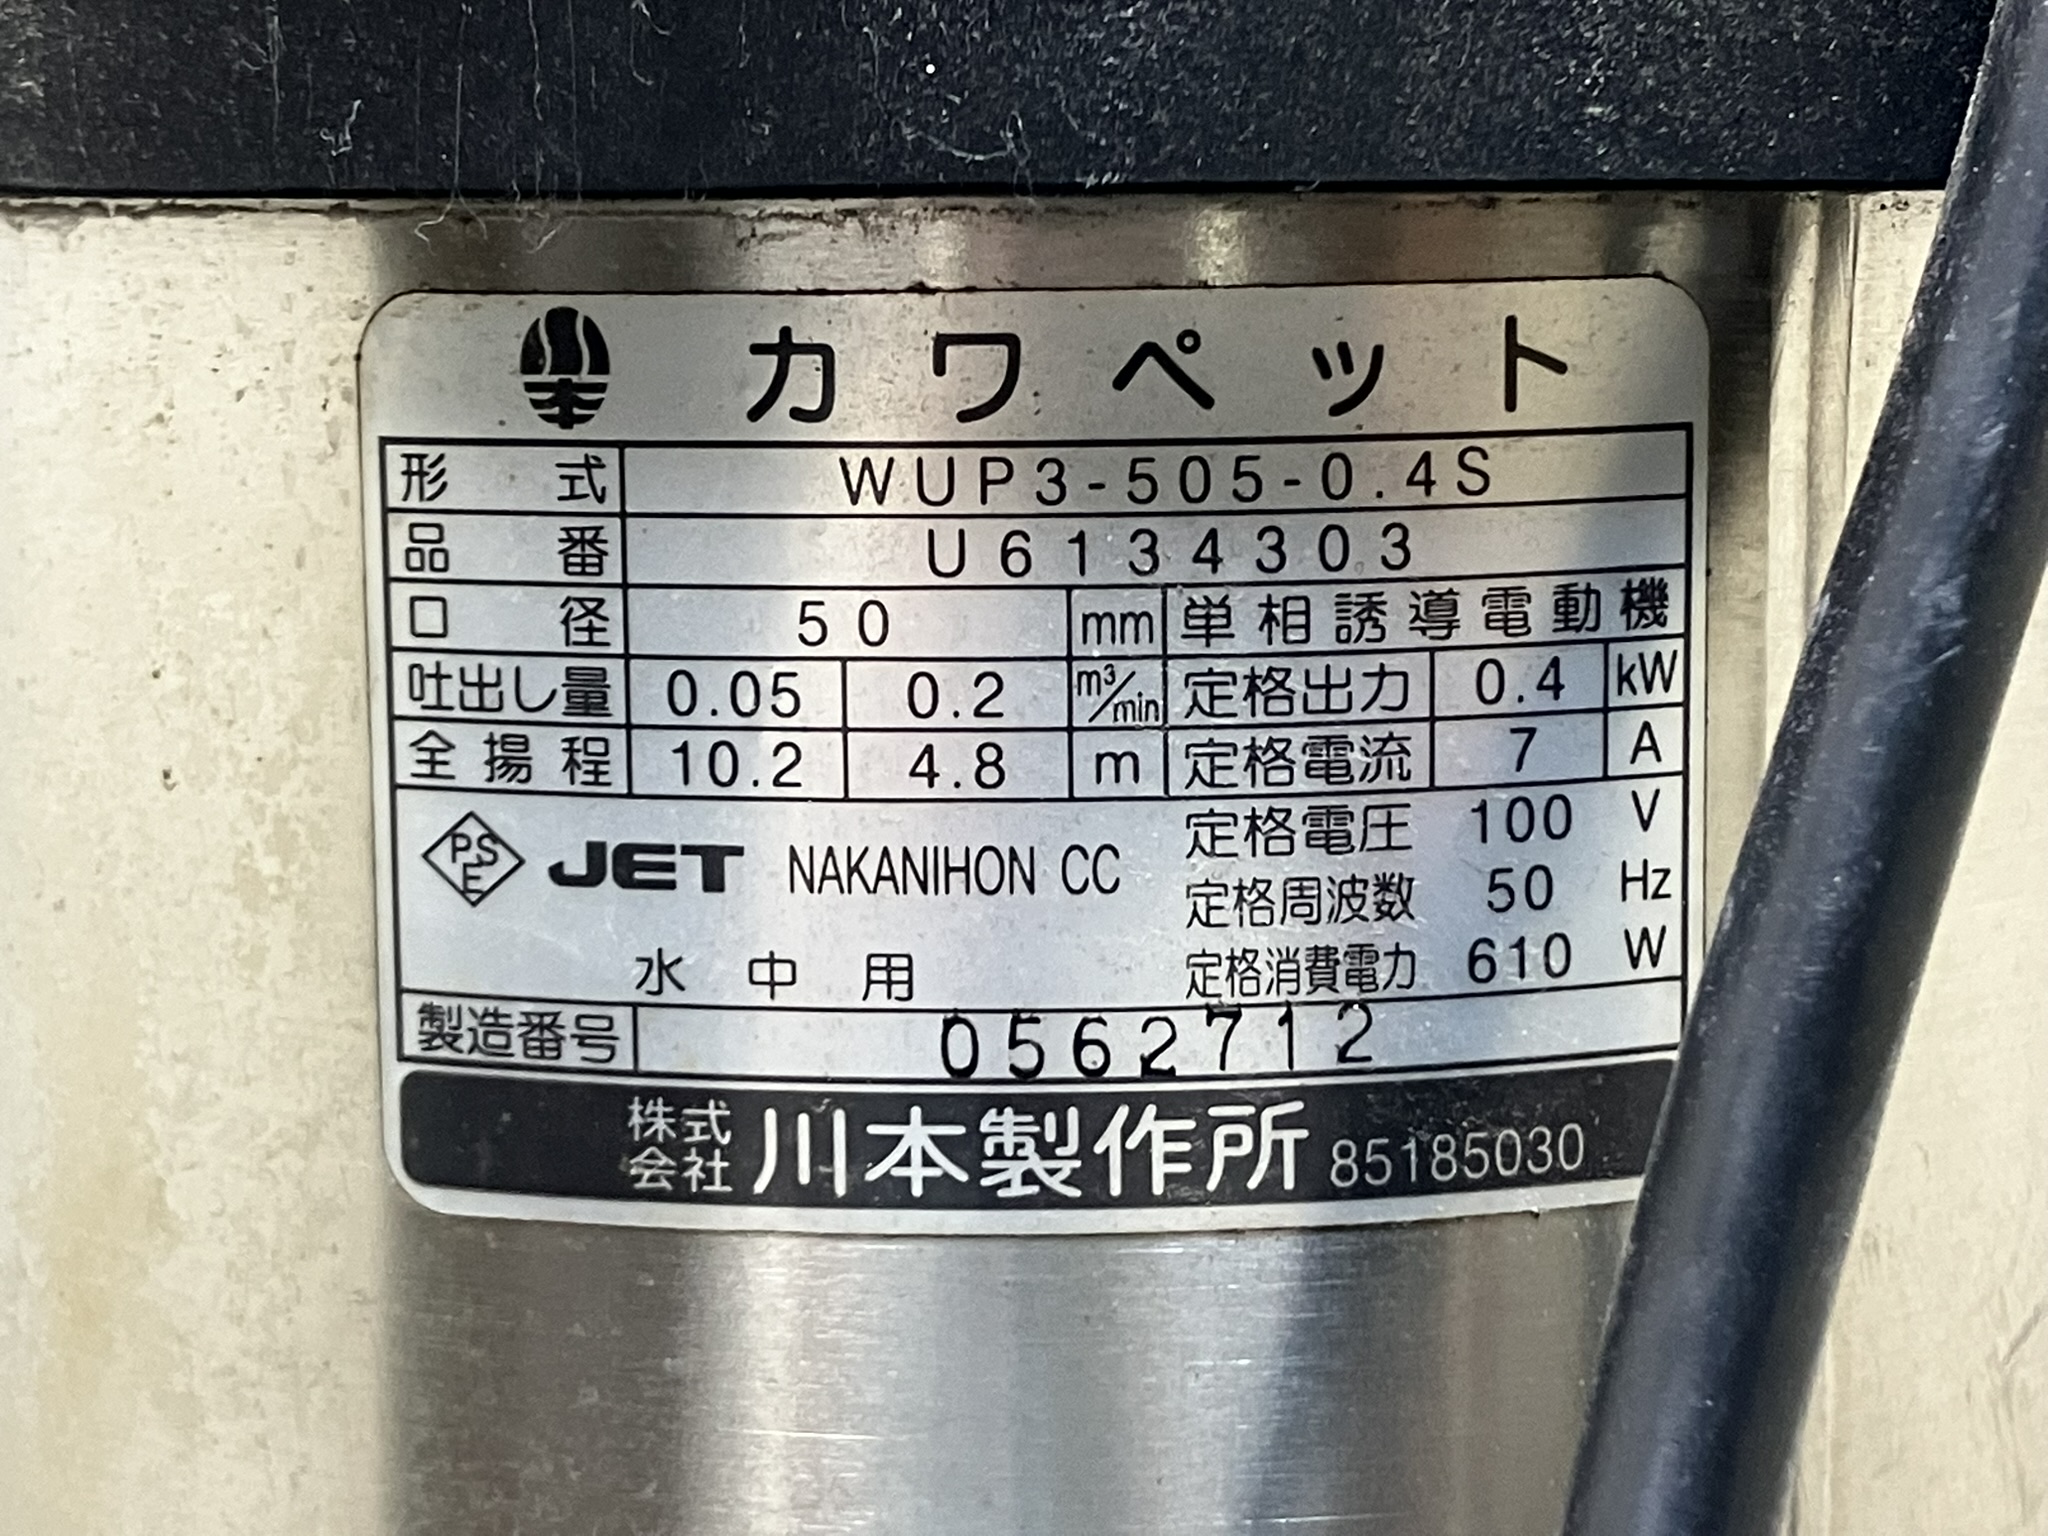 カワペット
形式 WUP3-505-0.4S
品番 U6134303
口径 50 mm 単相誘導電動機
吐出し量 0.05 0.2 m³/min 定格出力 0.4 kW
全揚程 10.2 4.8 m 定格電流 7 A
定格電圧 100 V
PSE JET NAKANIHON CC 定格周波数 50 Hz
水中用 定格消費電力 610 W
製造番号 0562712
株式会社 川本製作所 85185030